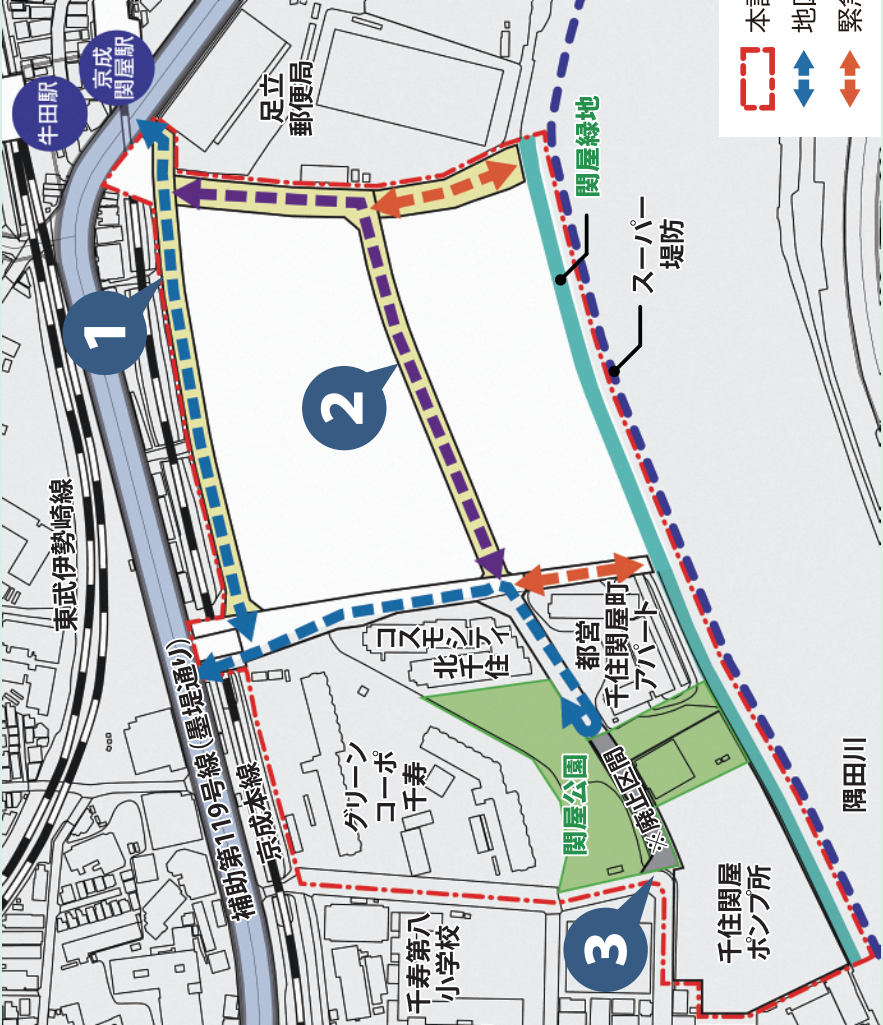 牛田駅
京成
関屋駅
足立
郵便局
本
地
緊急
関屋緑地
スーパー
堤防
1
2
東武伊勢崎線
補助第119号線(墨堤通り)
京成本線
コスモシティ
北千住
都営
千住関屋町
アパート
グリーン
コーポ
千寿
関屋公園
※廃止区間
3
千寿第八
小学校
千住関屋
ポンプ所
隅田川